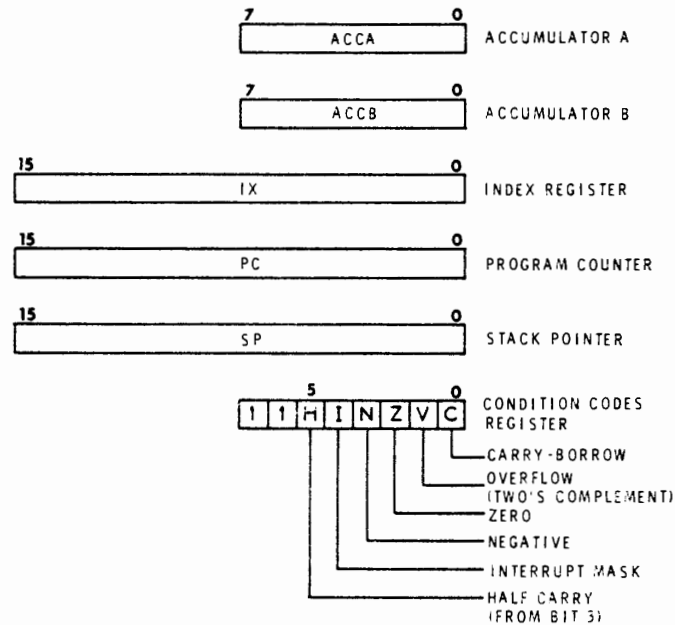 7 0
ACCA ACCUMULATOR A
7 0
ACCB ACCUMULATOR B
15 0
IX INDEX REGISTER
15 0
PC PROGRAM COUNTER
15 0
SP STACK POINTER
5 0
1 1 H I N Z V C CONDITION CODES
REGISTER
CARRY-BORROW
OVERFLOW
(TWO'S COMPLEMENT)
ZERO
NEGATIVE
INTERRUPT MASK
HALF CARRY
(FROM BIT 3)